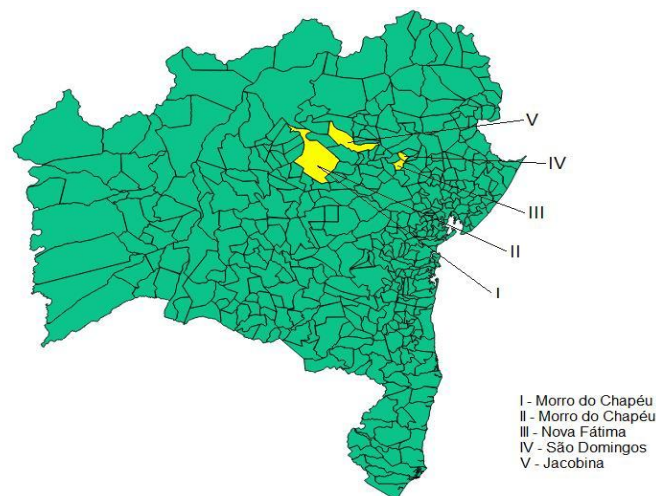 V
IV
III
II
I
I - Morro do Chapéu
II - Morro do Chapéu
III - Nova Fátima
IV - São Domingos
V - Jacobina